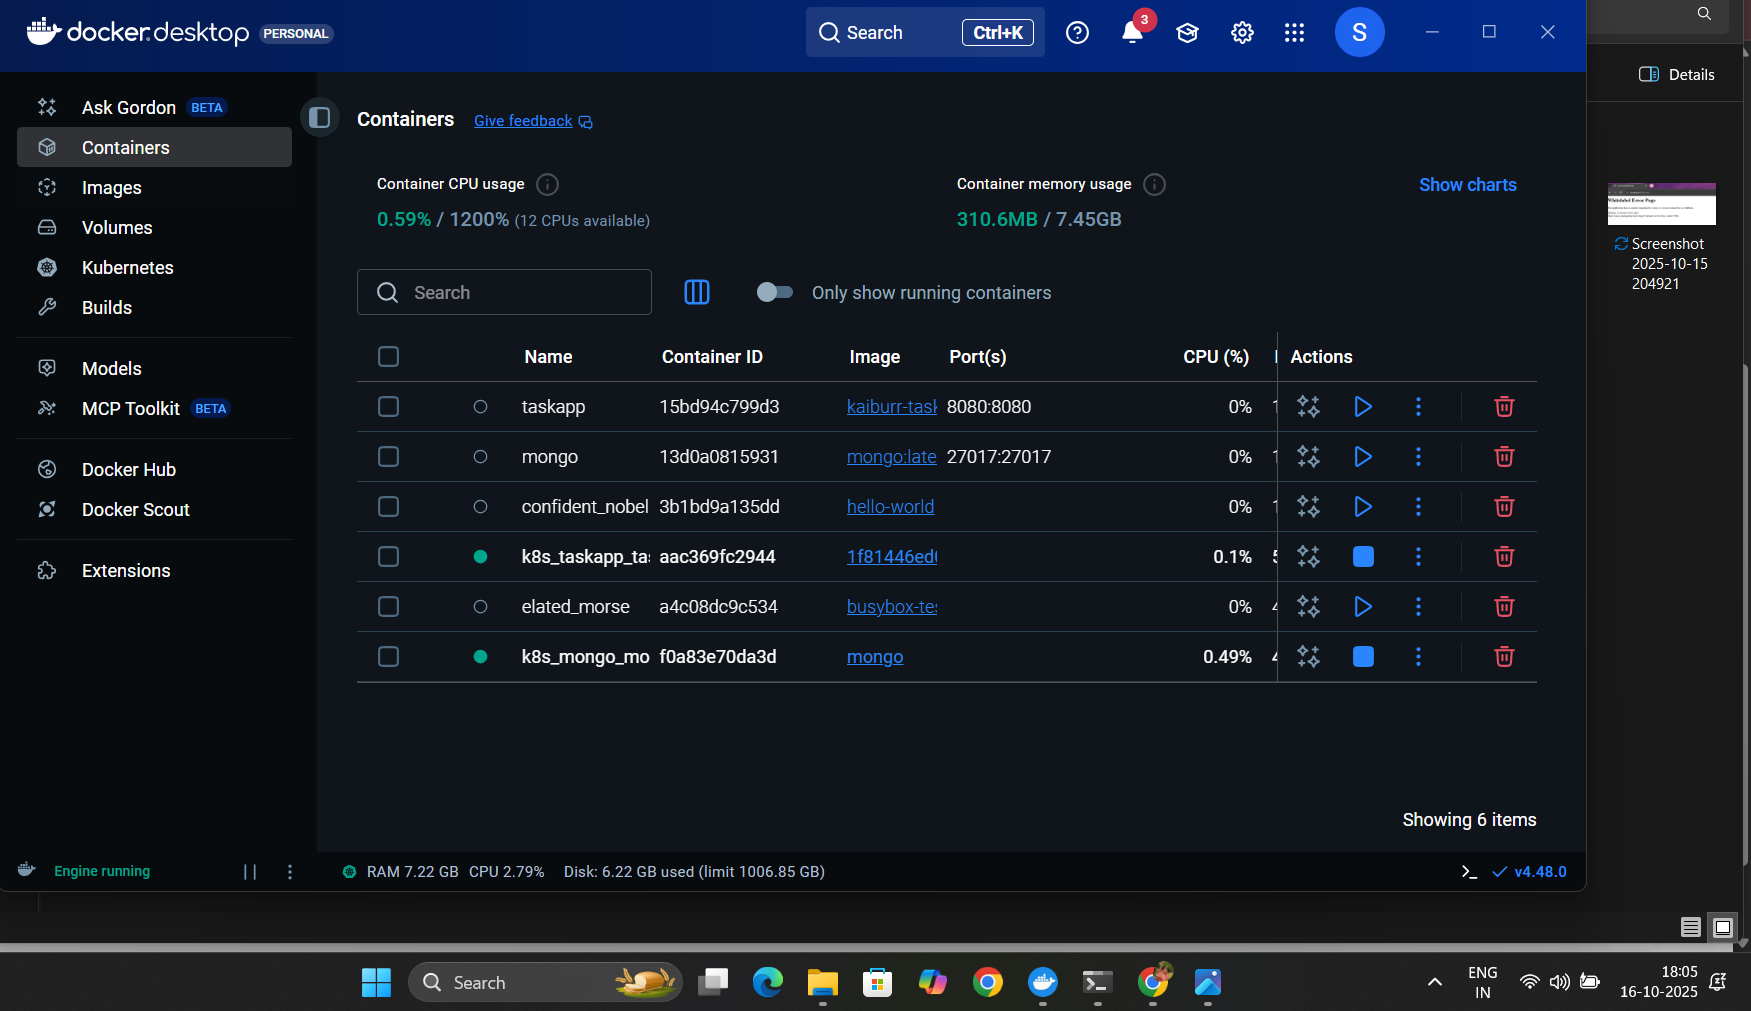 docker.desktop PERSONAL
Search Ctrl+K
3
S
Details
Ask Gordon BETA
Containers
Images
Volumes
Kubernetes
Builds
Models
MCP Toolkit BETA
Docker Hub
Docker Scout
Extensions
Containers Give feedback
Container CPU usage
0.59% / 1200% (12 CPUs available)
Container memory usage
310.6MB / 7.45GB
Show charts
Search
Only show running containers
Name Container ID Image Port(s) CPU (%) Actions
taskapp 15bd94c799d3 kaiburr-task 8080:8080 0%
mongo 13d0a0815931 mongo:late 27017:27017 0%
confident_nobel 3b1bd9a135dd hello-world 0%
k8s_taskapp_ta aac369fc2944 1f81446ed 0.1%
elated_morse a4c08dc9c534 busybox-te 0%
k8s_mongo_mo f0a83e70da3d mongo 0.49%
Showing 6 items
Whitelabel Error Page
Screenshot
2025-10-15
204921
Engine running
RAM 7.22 GB CPU 2.79% Disk: 6.22 GB used (limit 1006.85 GB)
v4.48.0
Search
ENG
IN
18:05
16-10-2025